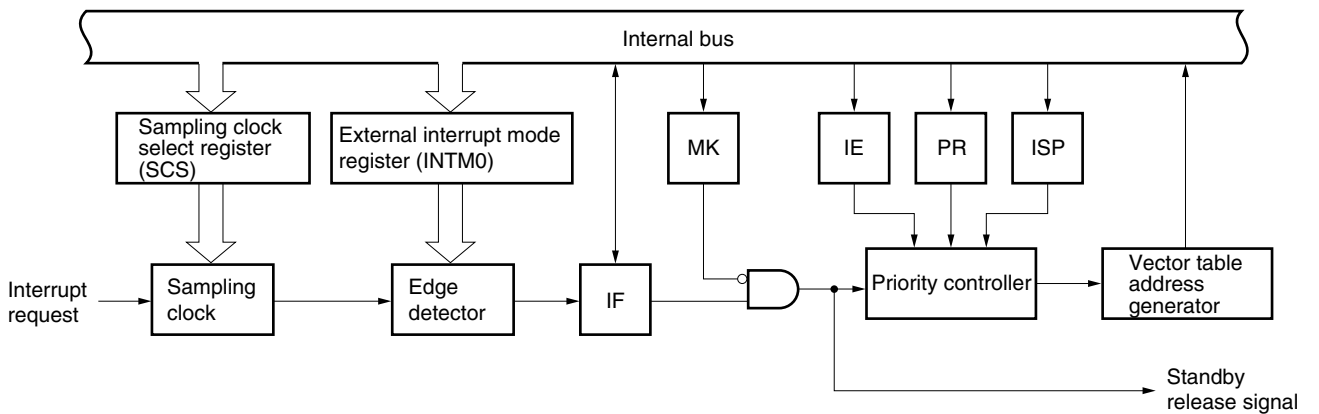 Internal bus
Sampling clock
select register
(SCS)
External interrupt mode
register (INTM0)
MK
IE
PR
ISP
Interrupt
request
Sampling
clock
Edge
detector
IF
Priority controller
Vector table
address
generator
Standby
release signal